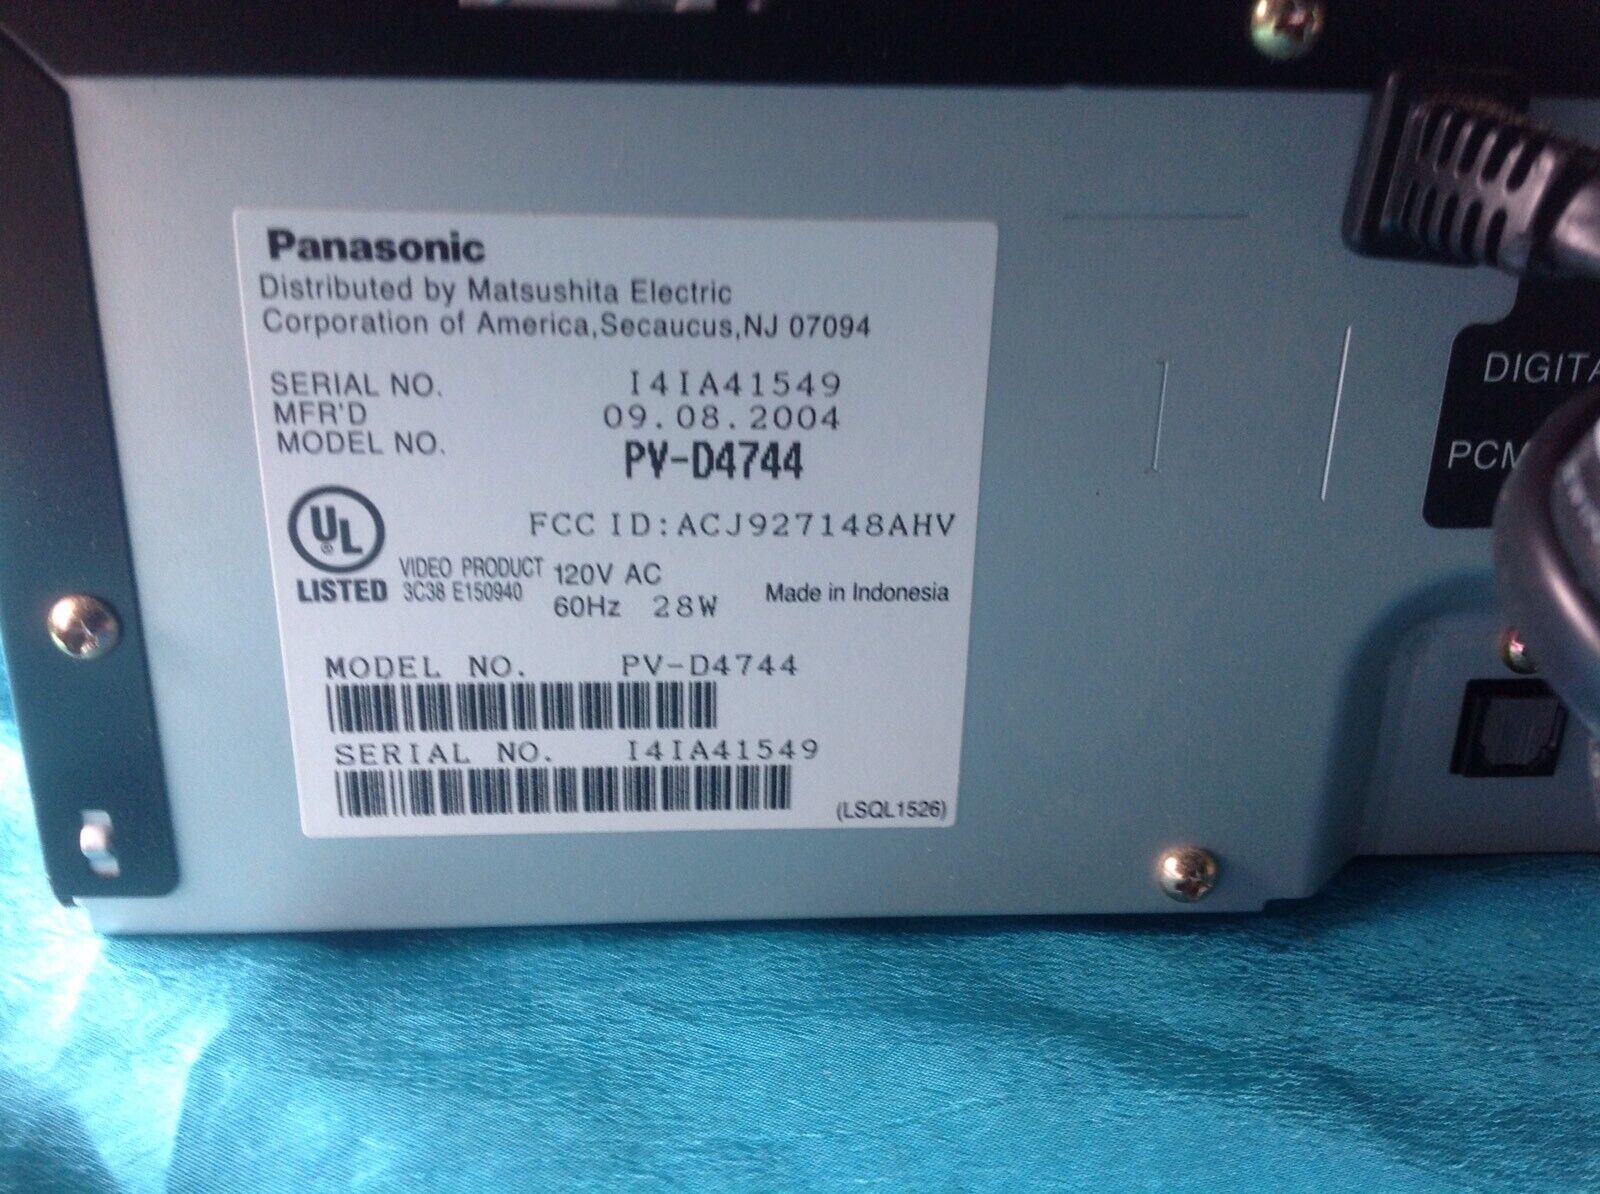 Panasonic
Distributed by Matsushita Electric
Corporation of America,Secaucus,NJ 07094
SERIAL NO. I4IA41549
MFR'D 09.08.2004
MODEL NO. PV-D4744
UL
®
LISTED
FCC ID:ACJ927148AHV
VIDEO PRODUCT
3C38 E150940
120V AC
60Hz 28W
Made in Indonesia
MODEL NO. PV-D4744
SERIAL NO. I4IA41549
(LSQL1526)
DIGITA
PCM